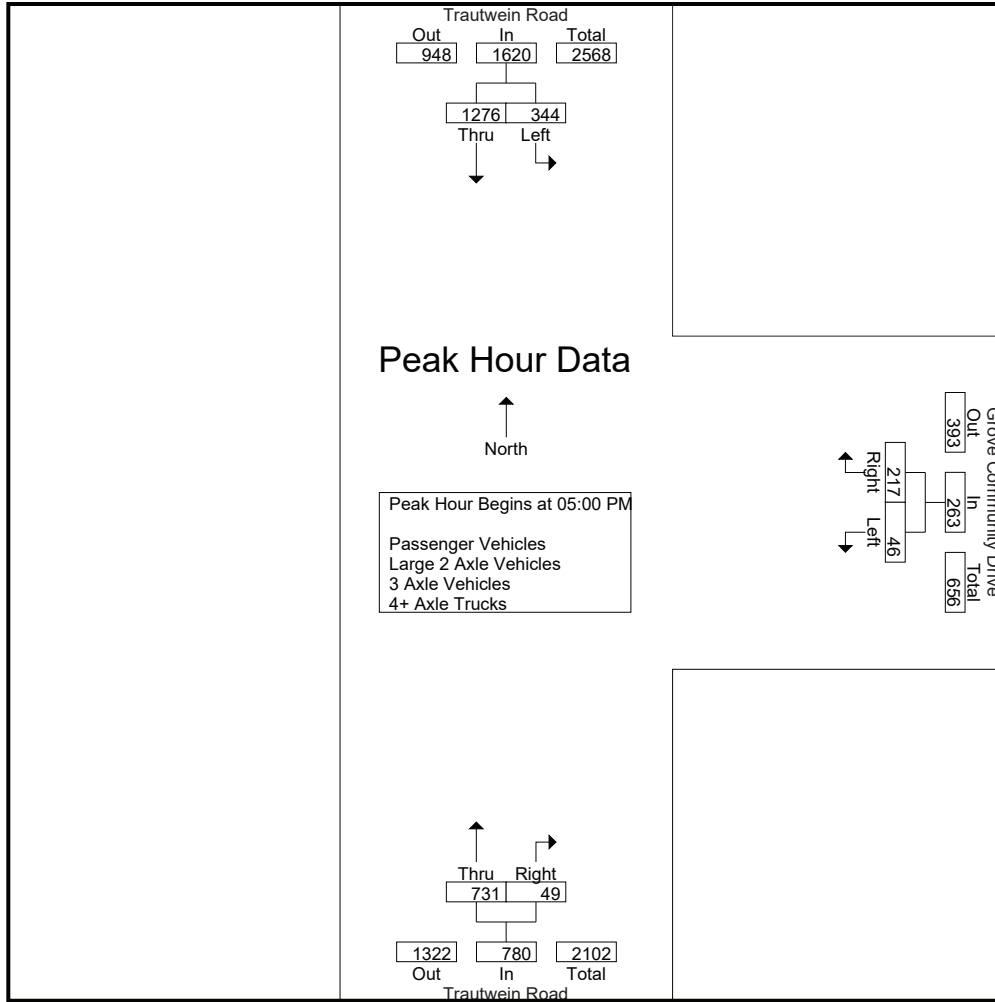 Trautwein Road
Out In Total
948 1620 2568
1276 344
Thru Left
Peak Hour Data
North
Peak Hour Begins at 05:00 PM
Passenger Vehicles
Large 2 Axle Vehicles
3 Axle Vehicles
4+ Axle Trucks
Grove Community Drive
Out In Total
393 263 656
217 46
Right Left
Thru Right
731 49
1322 780 2102
Out In Total
Trautwein Road